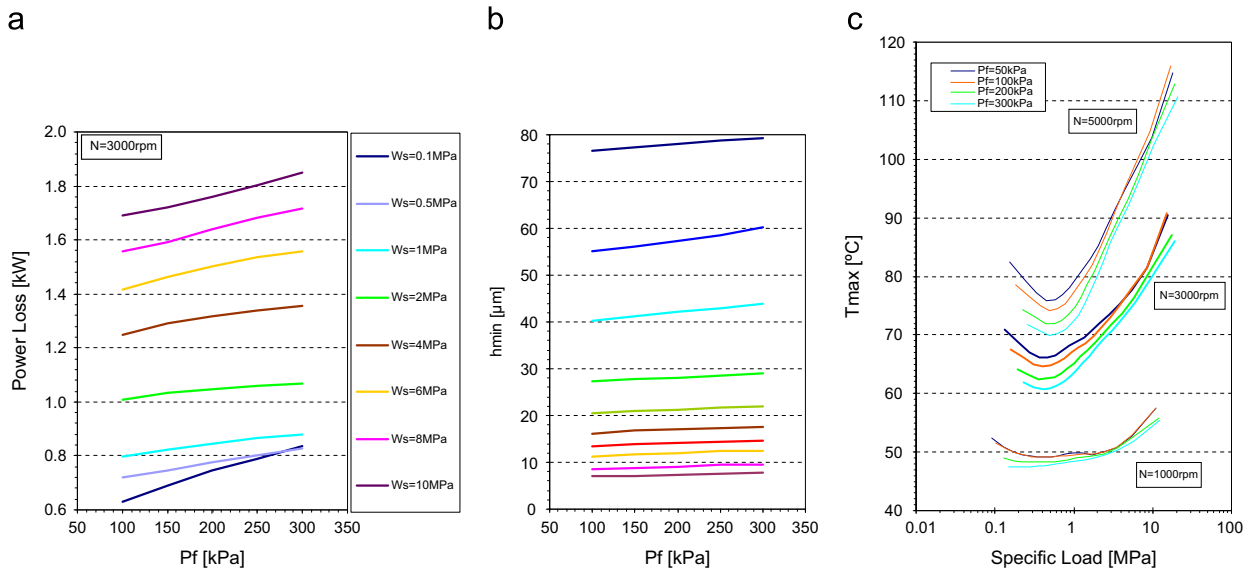 a
N=3000rpm
Power Loss [kW]
2.0
1.8
1.6
1.4
1.2
1.0
0.8
0.6
50 100 150 200 250 300 350
Pf [kPa]
Ws=0.1MPa
Ws=0.5MPa
Ws=1MPa
Ws=2MPa
Ws=4MPa
Ws=6MPa
Ws=8MPa
Ws=10MPa
b
hmin [µm]
80
70
60
50
40
30
20
10
0
50 100 150 200 250 300 350
Pf [kPa]
c
Tmax [ºC]
120
110
100
90
80
70
60
50
40
Pf=50kPa
Pf=100kPa
Pf=200kPa
Pf=300kPa
N=5000rpm
N=3000rpm
N=1000rpm
0.01 0.1 1 10 100
Specific Load [MPa]